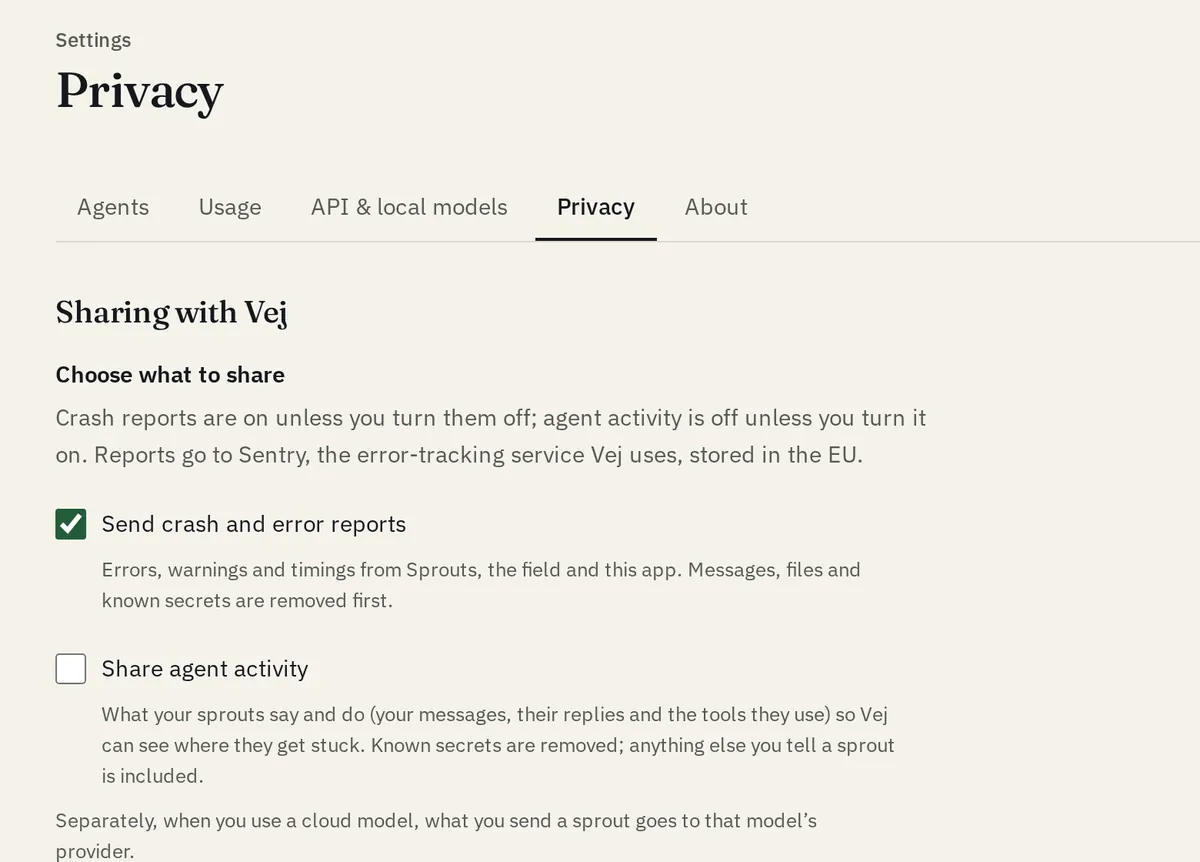 Settings
Privacy
Agents Usage API & local models Privacy About
Sharing with Vej
Choose what to share
Crash reports are on unless you turn them off; agent activity is off unless you turn it
on. Reports go to Sentry, the error-tracking service Vej uses, stored in the EU.
Send crash and error reports
Errors, warnings and timings from Sprouts, the field and this app. Messages, files and
known secrets are removed first.
Share agent activity
What your sprouts say and do (your messages, their replies and the tools they use) so Vej
can see where they get stuck. Known secrets are removed; anything else you tell a sprout
is included.
Separately, when you use a cloud model, what you send a sprout goes to that model’s
provider.